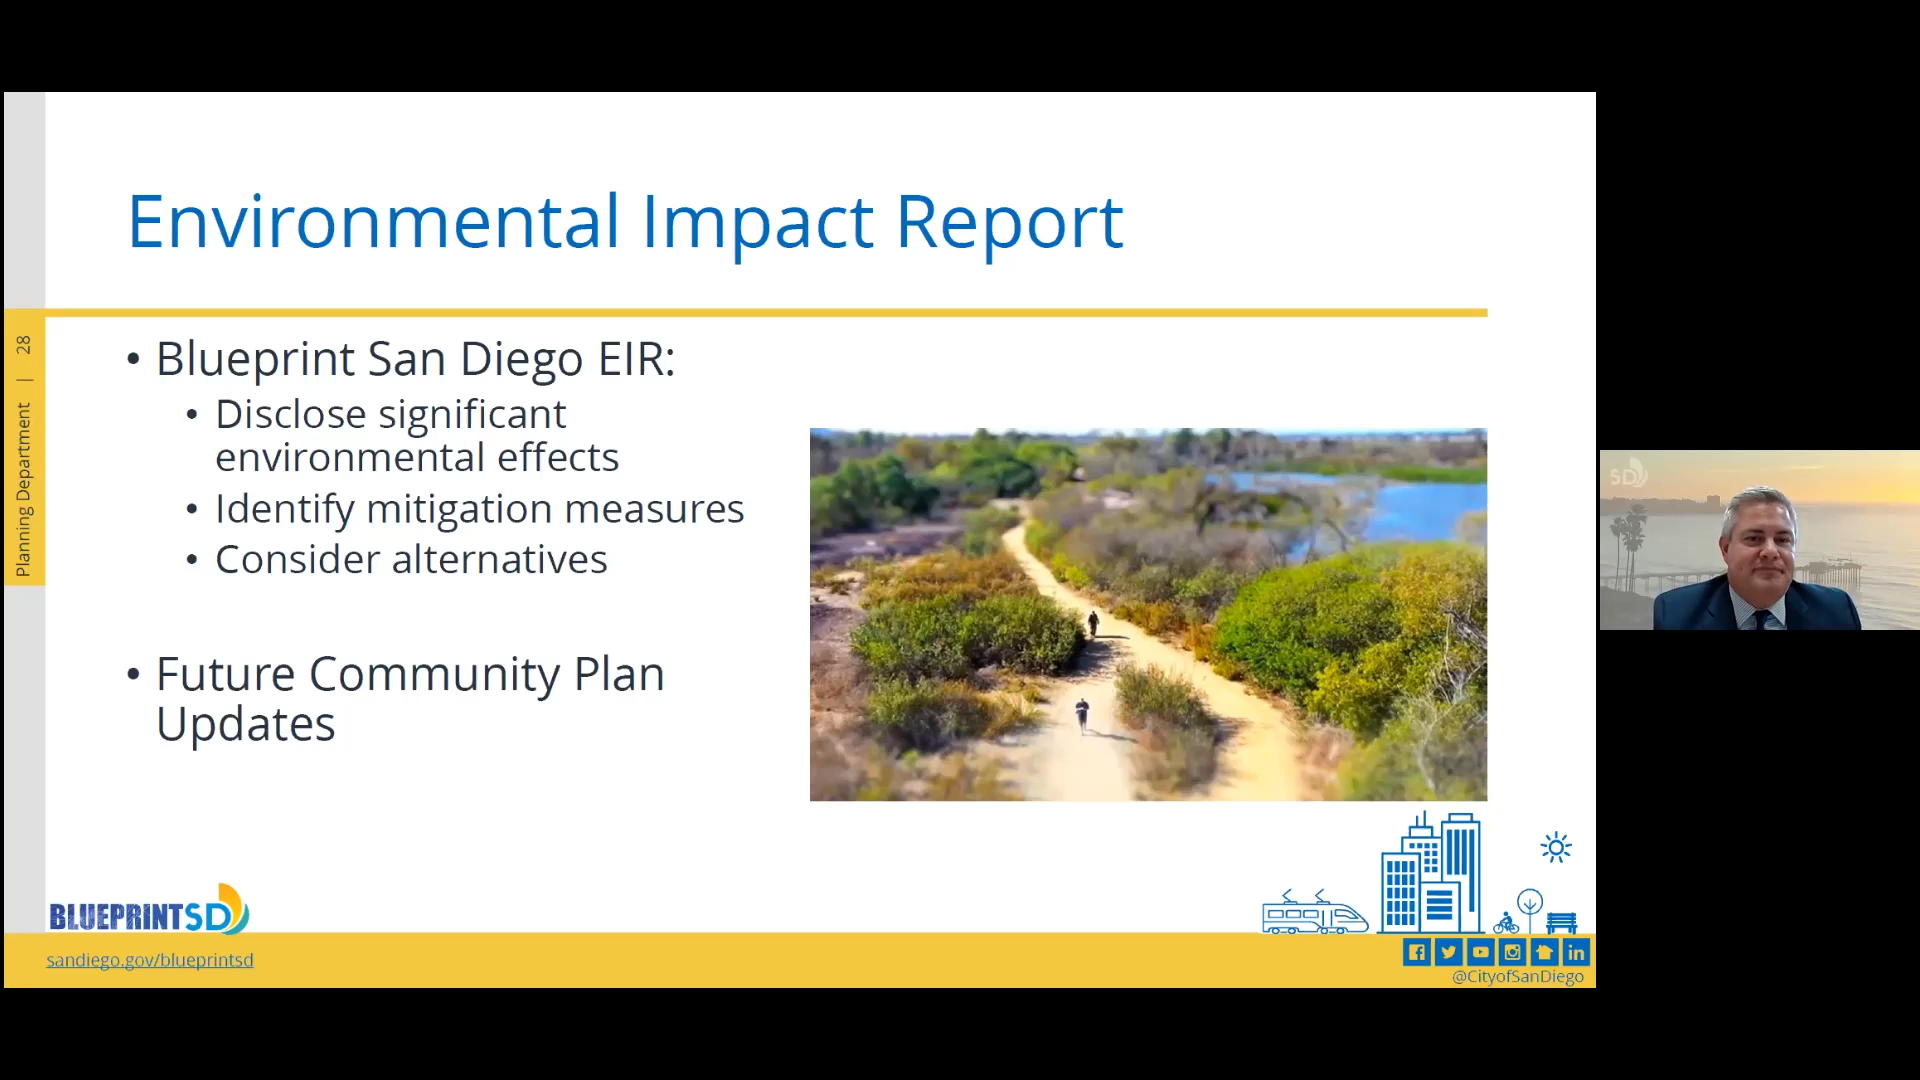 Environmental Impact Report
28
|
Planning Department
• Blueprint San Diego EIR:
• Disclose significant
environmental effects
• Identify mitigation measures
• Consider alternatives
• Future Community Plan
Updates
BLUEPRINTSD
sandiego.gov/blueprintsd
@CityofSanDiego
SD